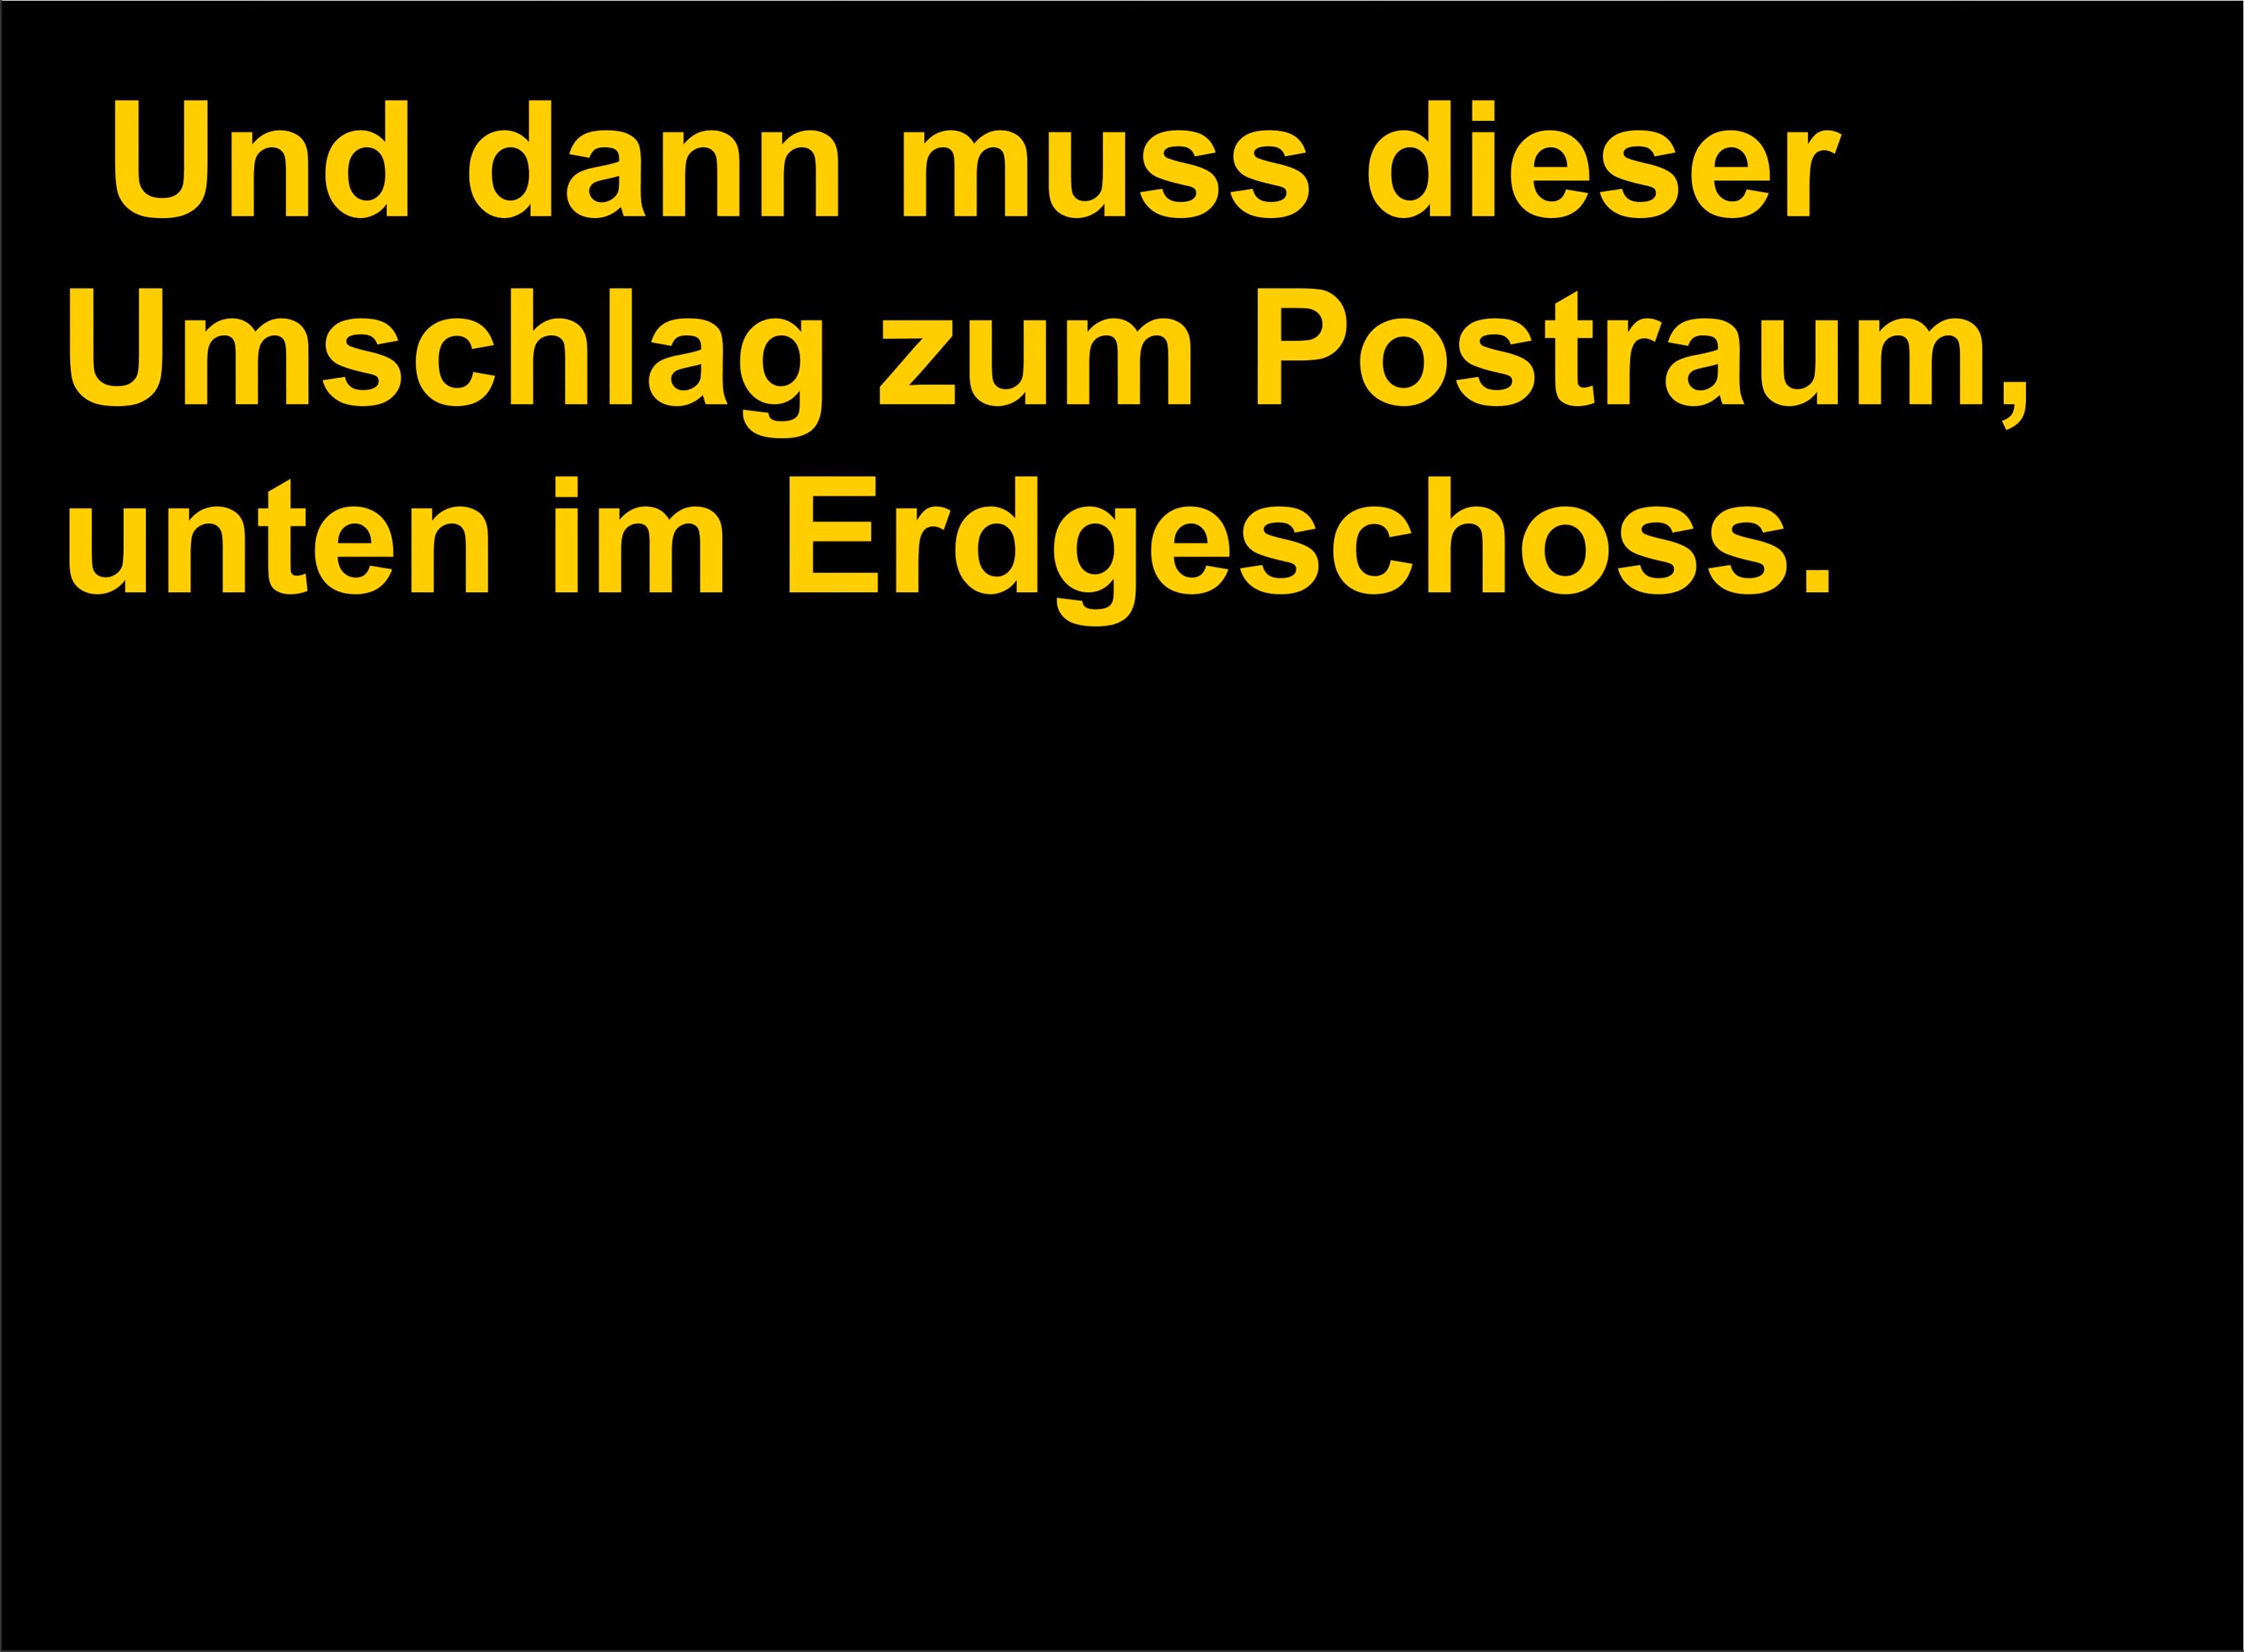 Und dann muss dieser
Umschlag zum Postraum,
unten im Erdgeschoss.